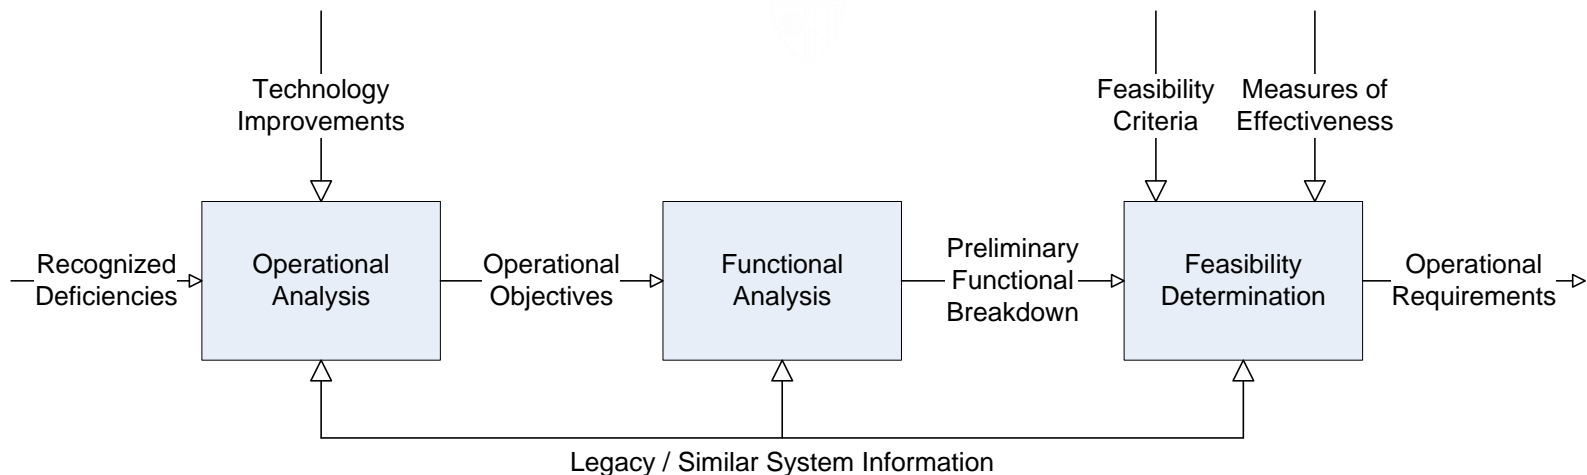 Technology
Improvements
Feasibility
Criteria
Measures of
Effectiveness
Recognized
Deficiencies
Operational
Analysis
Operational
Objectives
Functional
Analysis
Preliminary
Functional
Breakdown
Feasibility
Determination
Operational
Requirements
Legacy / Similar System Information